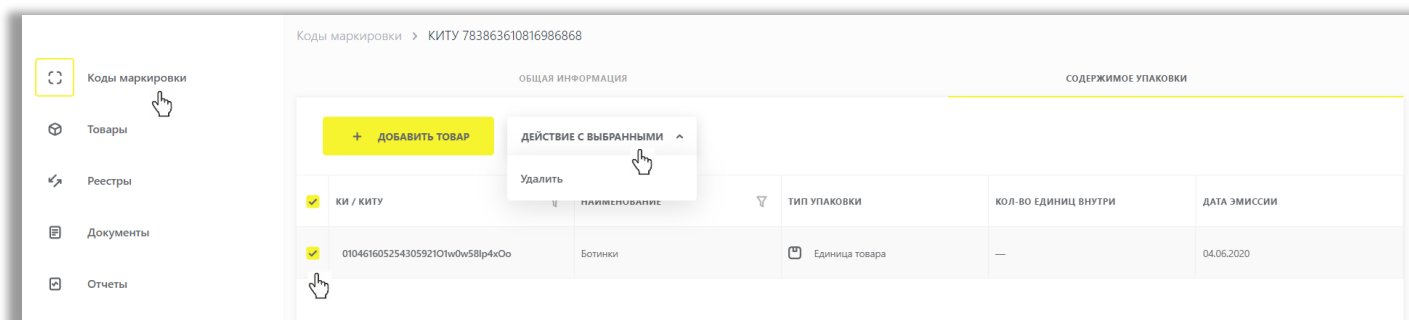 Коды маркировки > КИТУ 783863610816986868
Коды маркировки
ОБЩАЯ ИНФОРМАЦИЯ
СОДЕРЖИМОЕ УПАКОВКИ
Товары
+ ДОБАВИТЬ ТОВАР
ДЕЙСТВИЕ С ВЫБРАННЫМИ
Удалить
Реестры
КИ / КИТУ
НАИМЕНОВАНИЕ
ТИП УПАКОВКИ
КОЛ-ВО ЕДИНИЦ ВНУТРИ
ДАТА ЭМИССИИ
Документы
010461605254305921O1w0w58Ip4xOo
Ботинки
Единица товара
—
04.06.2020
Отчеты